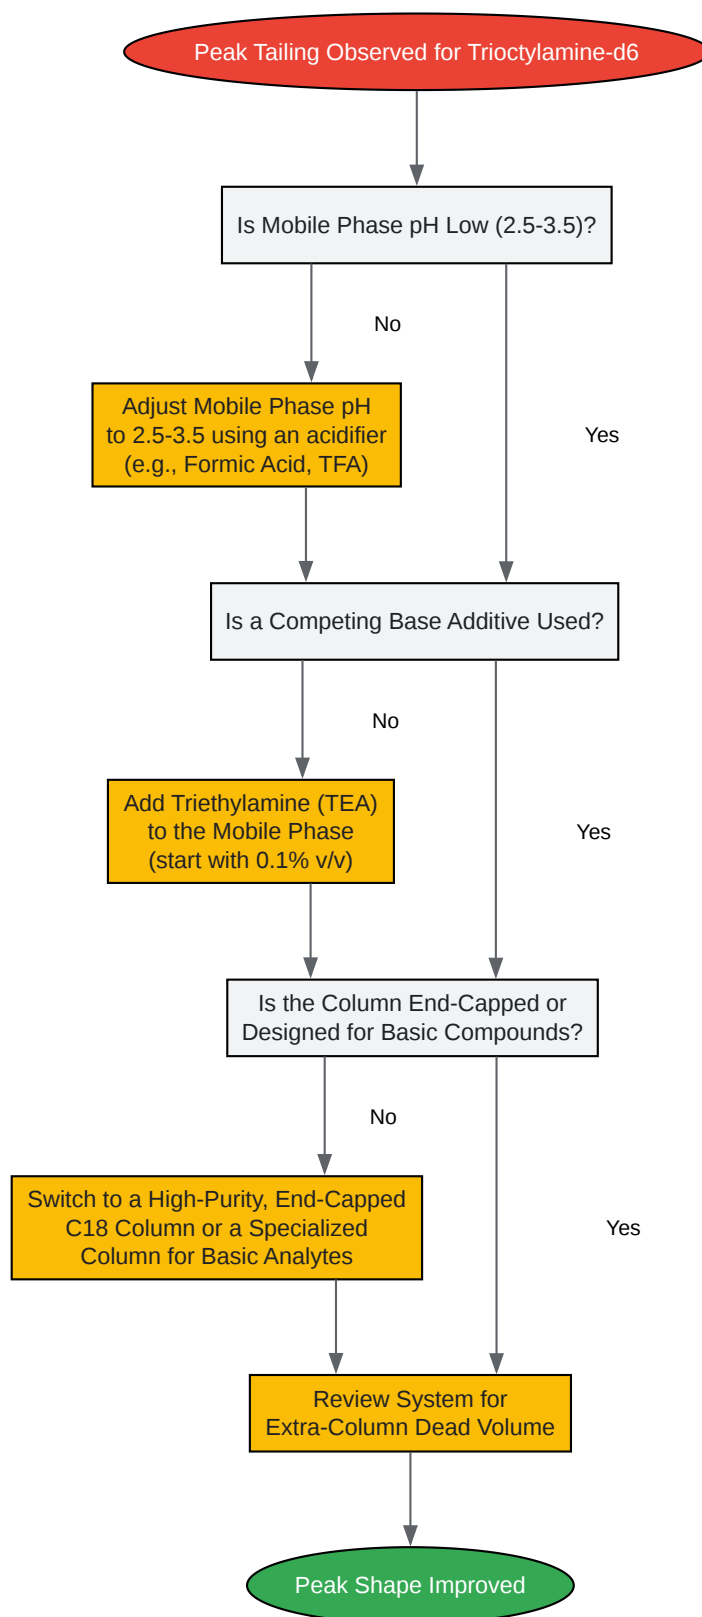 Peak Tailing Observed for Trioctylamine-d6
Is Mobile Phase pH Low (2.5-3.5)?
No
Adjust Mobile Phase pH
to 2.5-3.5 using an acidifier
(e.g., Formic Acid, TFA)
Yes
Is a Competing Base Additive Used?
No
Add Triethylamine (TEA)
to the Mobile Phase
(start with 0.1% v/v)
Yes
Is the Column End-Capped or
Designed for Basic Compounds?
No
Switch to a High-Purity, End-Capped
C18 Column or a Specialized
Column for Basic Analytes
Yes
Review System for
Extra-Column Dead Volume
Peak Shape Improved